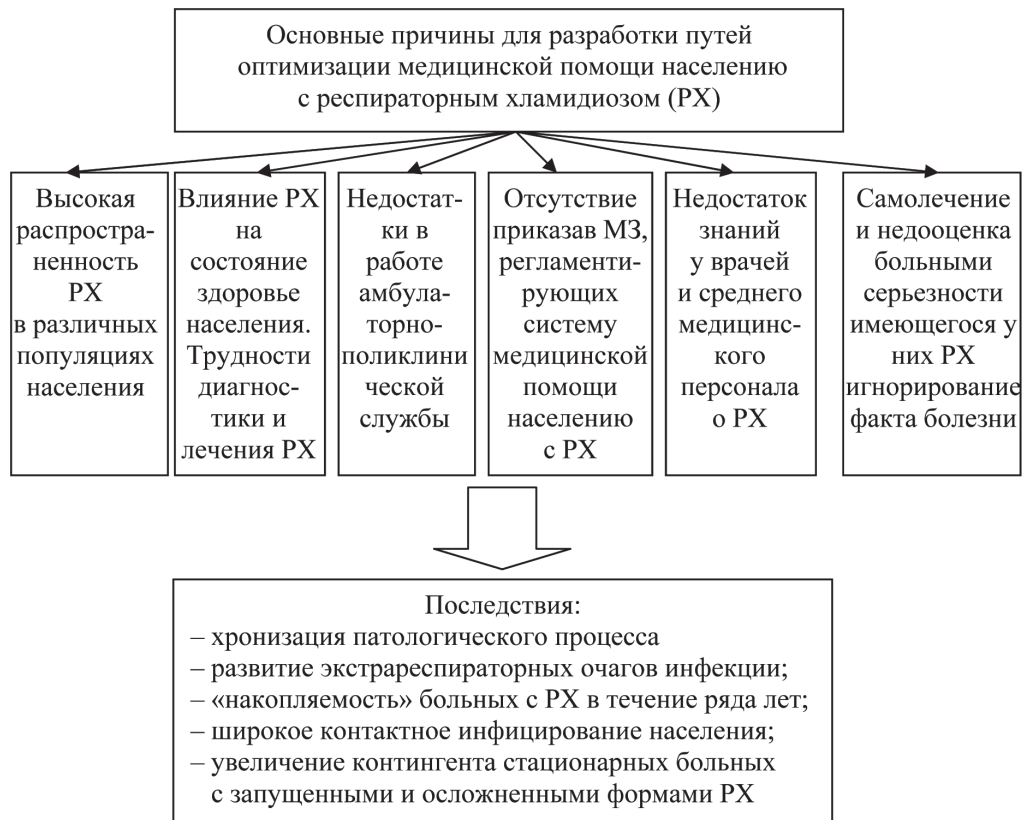 Основные причины для разработки путей
оптимизации медицинской помощи населению
с респираторным хламидиозом (РХ)
Высокая
распростра-
ненность
РХ
в различных
популяциях
населения
Влияние РХ
на
состояние
здоровье
населения.
Трудности
диагнос-
тики и
лечения РХ
Недостат-
ки в
работе
амбула-
торно-
поликлини
ческой
службы
Отсутствие
приказав МЗ,
регламенти-
рующих
систему
медицинской
помощи
населению
с РХ
Недостаток
знаний
у врачей
и среднего
медицинс-
кого
персонала
о РХ
Самолечение
и недооценка
больными
серьезности
имеющегося у
них РХ
игнорирование
факта болезни
Последствия:
– хронизация патологического процесса
– развитие экстрареспираторных очагов инфекции;
– «накопляемость» больных с РХ в течение ряда лет;
– широкое контактное инфицирование населения;
– увеличение контингента стационарных больных
с запущенными и осложненными формами РХ